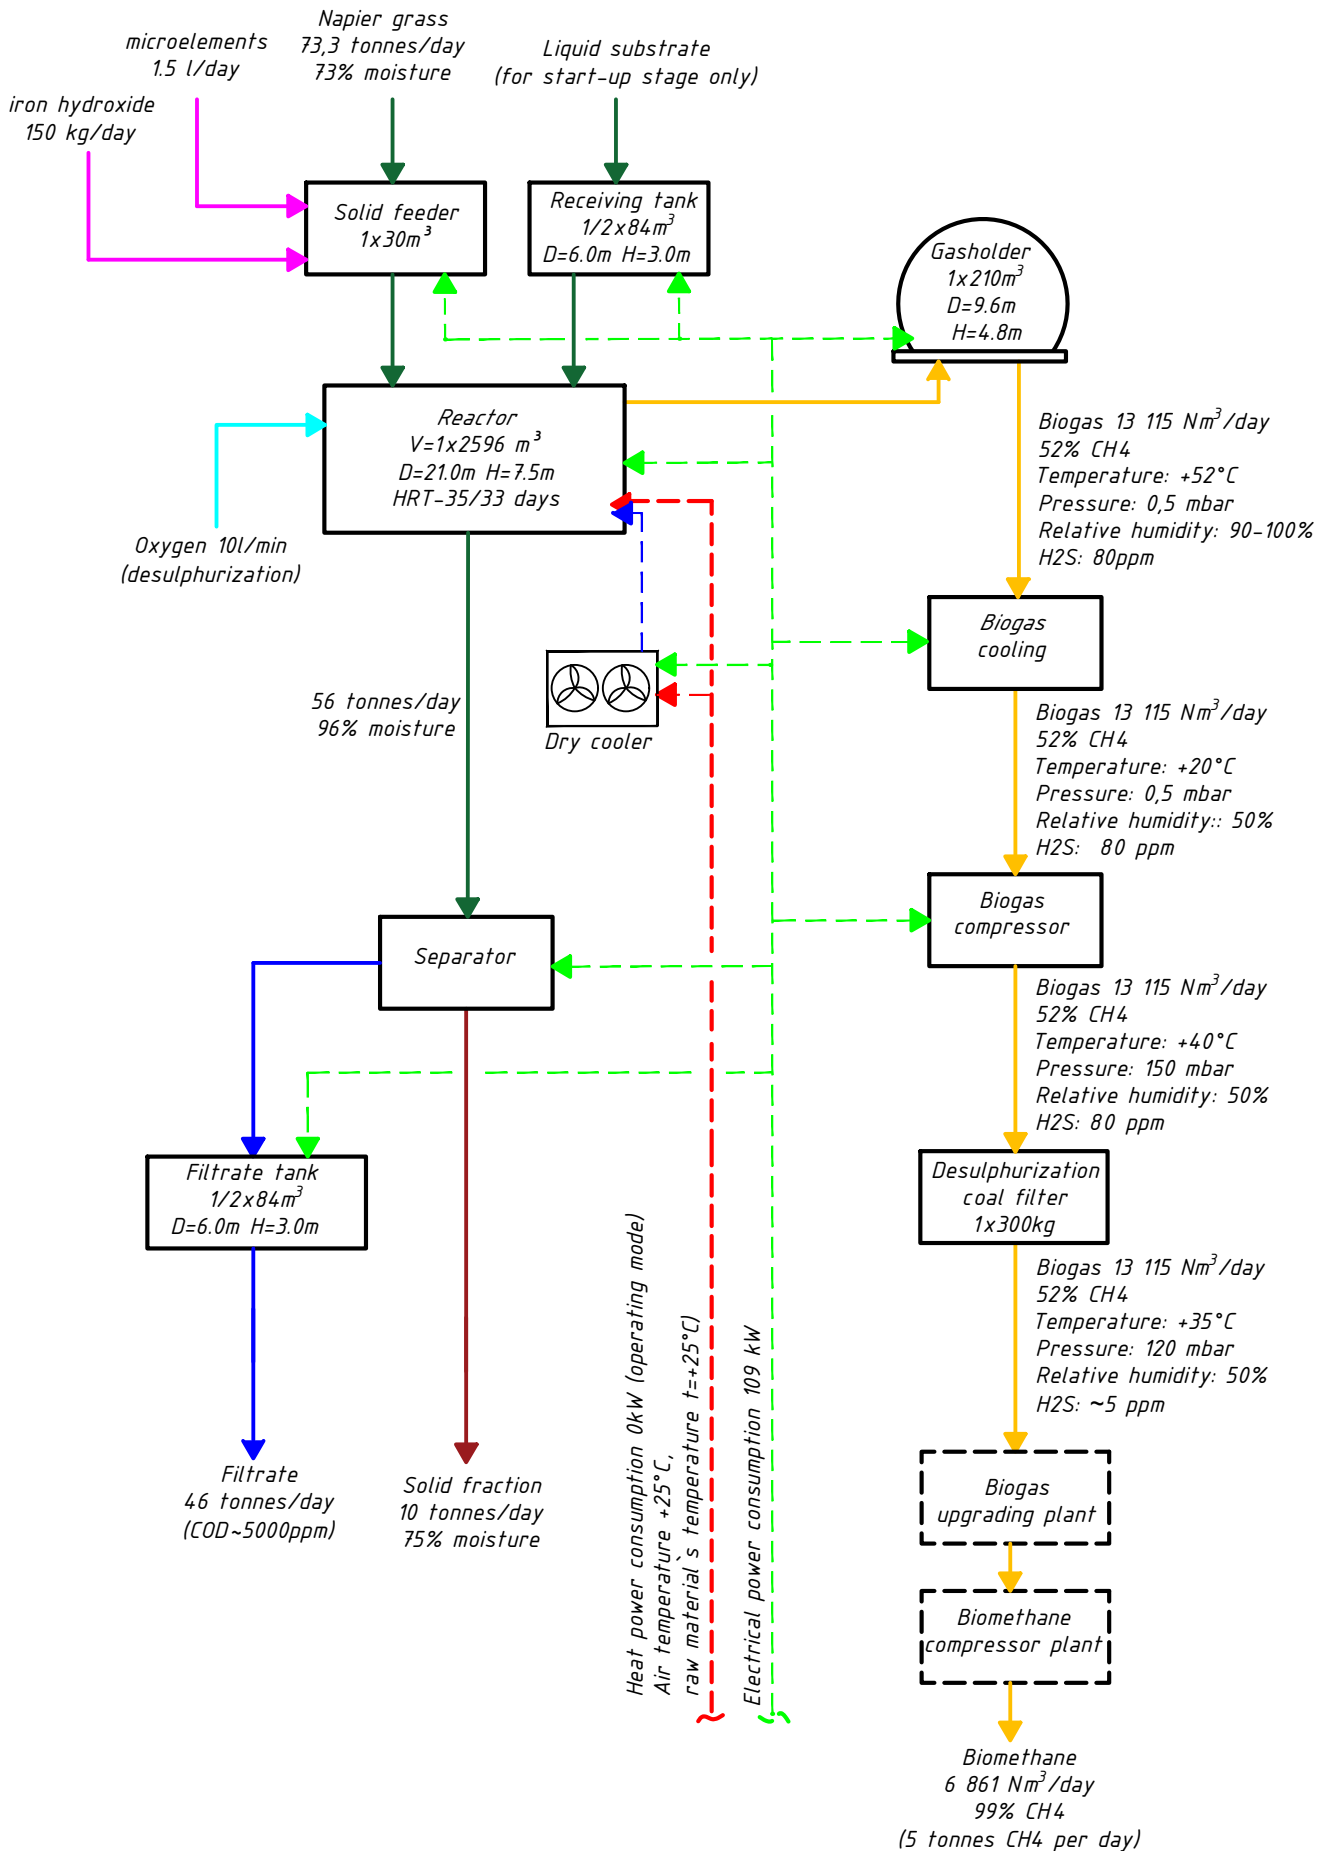 Napier grass
73,3 tonnes/day
73% moisture
microelements
1.5 l/day
iron hydroxide
150 kg/day
Liquid substrate
(for start-up stage only)
Solid feeder
1x30m³
Receiving tank
1/2x84m³
D=6.0m H=3.0m
Gasholder
1x210m³
D=9.6m
H=4.8m
Reactor
V=1x2596 m³
D=21.0m H=7.5m
HRT-35/33 days
Oxygen 10l/min
(desulphurization)
Biogas 13 115 Nm³/day
52% CH4
Temperature: +52°C
Pressure: 0,5 mbar
Relative humidity: 90-100%
H2S: 80ppm
Biogas
cooling
56 tonnes/day
96% moisture
Dry cooler
Biogas 13 115 Nm³/day
52% CH4
Temperature: +20°C
Pressure: 0,5 mbar
Relative humidity:: 50%
H2S: 80 ppm
Biogas
compressor
Separator
Biogas 13 115 Nm³/day
52% CH4
Temperature: +40°C
Pressure: 150 mbar
Relative humidity: 50%
H2S: 80 ppm
Filtrate tank
1/2x84m³
D=6.0m H=3.0m
Desulphurization
coal filter
1x300kg
Heat power consumption 0kW (operating mode)
Air temperature +25°C,
raw material`s temperature t=+25°C)
Electrical power consumption 109 kW
Biogas 13 115 Nm³/day
52% CH4
Temperature: +35°C
Pressure: 120 mbar
Relative humidity: 50%
H2S: ~5 ppm
Filtrate
46 tonnes/day
(COD~5000ppm)
Solid fraction
10 tonnes/day
75% moisture
Biogas
upgrading plant
Biomethane
compressor plant
Biomethane
6 861 Nm³/day
99% CH4
(5 tonnes CH4 per day)